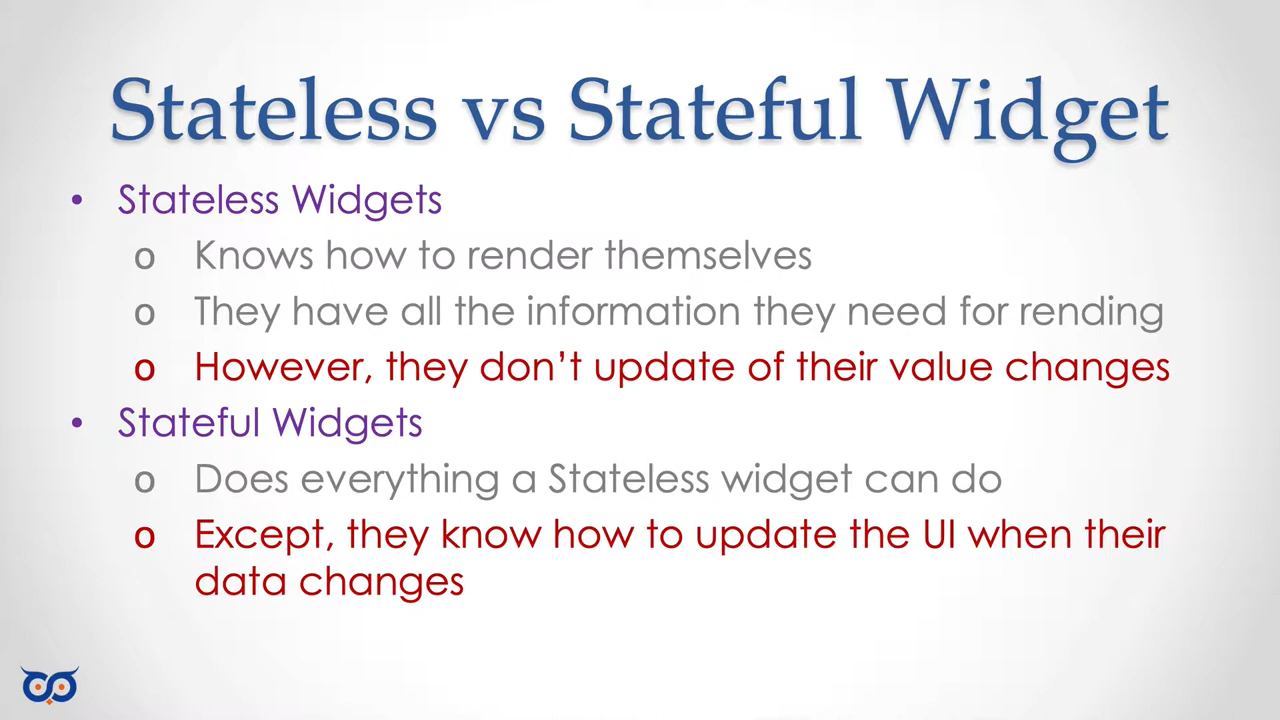 Stateless vs Stateful Widget
• Stateless Widgets
o Knows how to render themselves
o They have all the information they need for rending
o However, they don’t update of their value changes
• Stateful Widgets
o Does everything a Stateless widget can do
o Except, they know how to update the UI when their
data changes